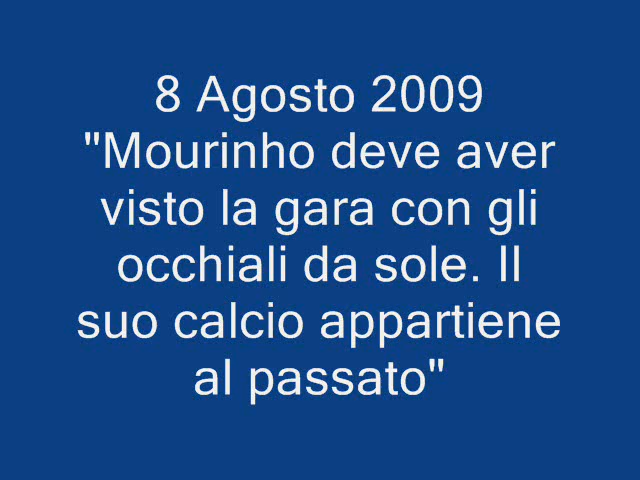 8 Agosto 2009
"Mourinho deve aver
visto la gara con gli
occhiali da sole. Il
suo calcio appartiene
al passato"